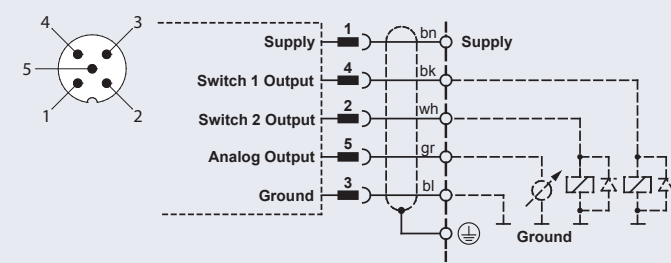 4 3
5
1 2
Supply 1 bn Supply
Switch 1 Output 4 bk
Switch 2 Output 2 wh
Analog Output 5 gr
Ground 3 bl
Ground